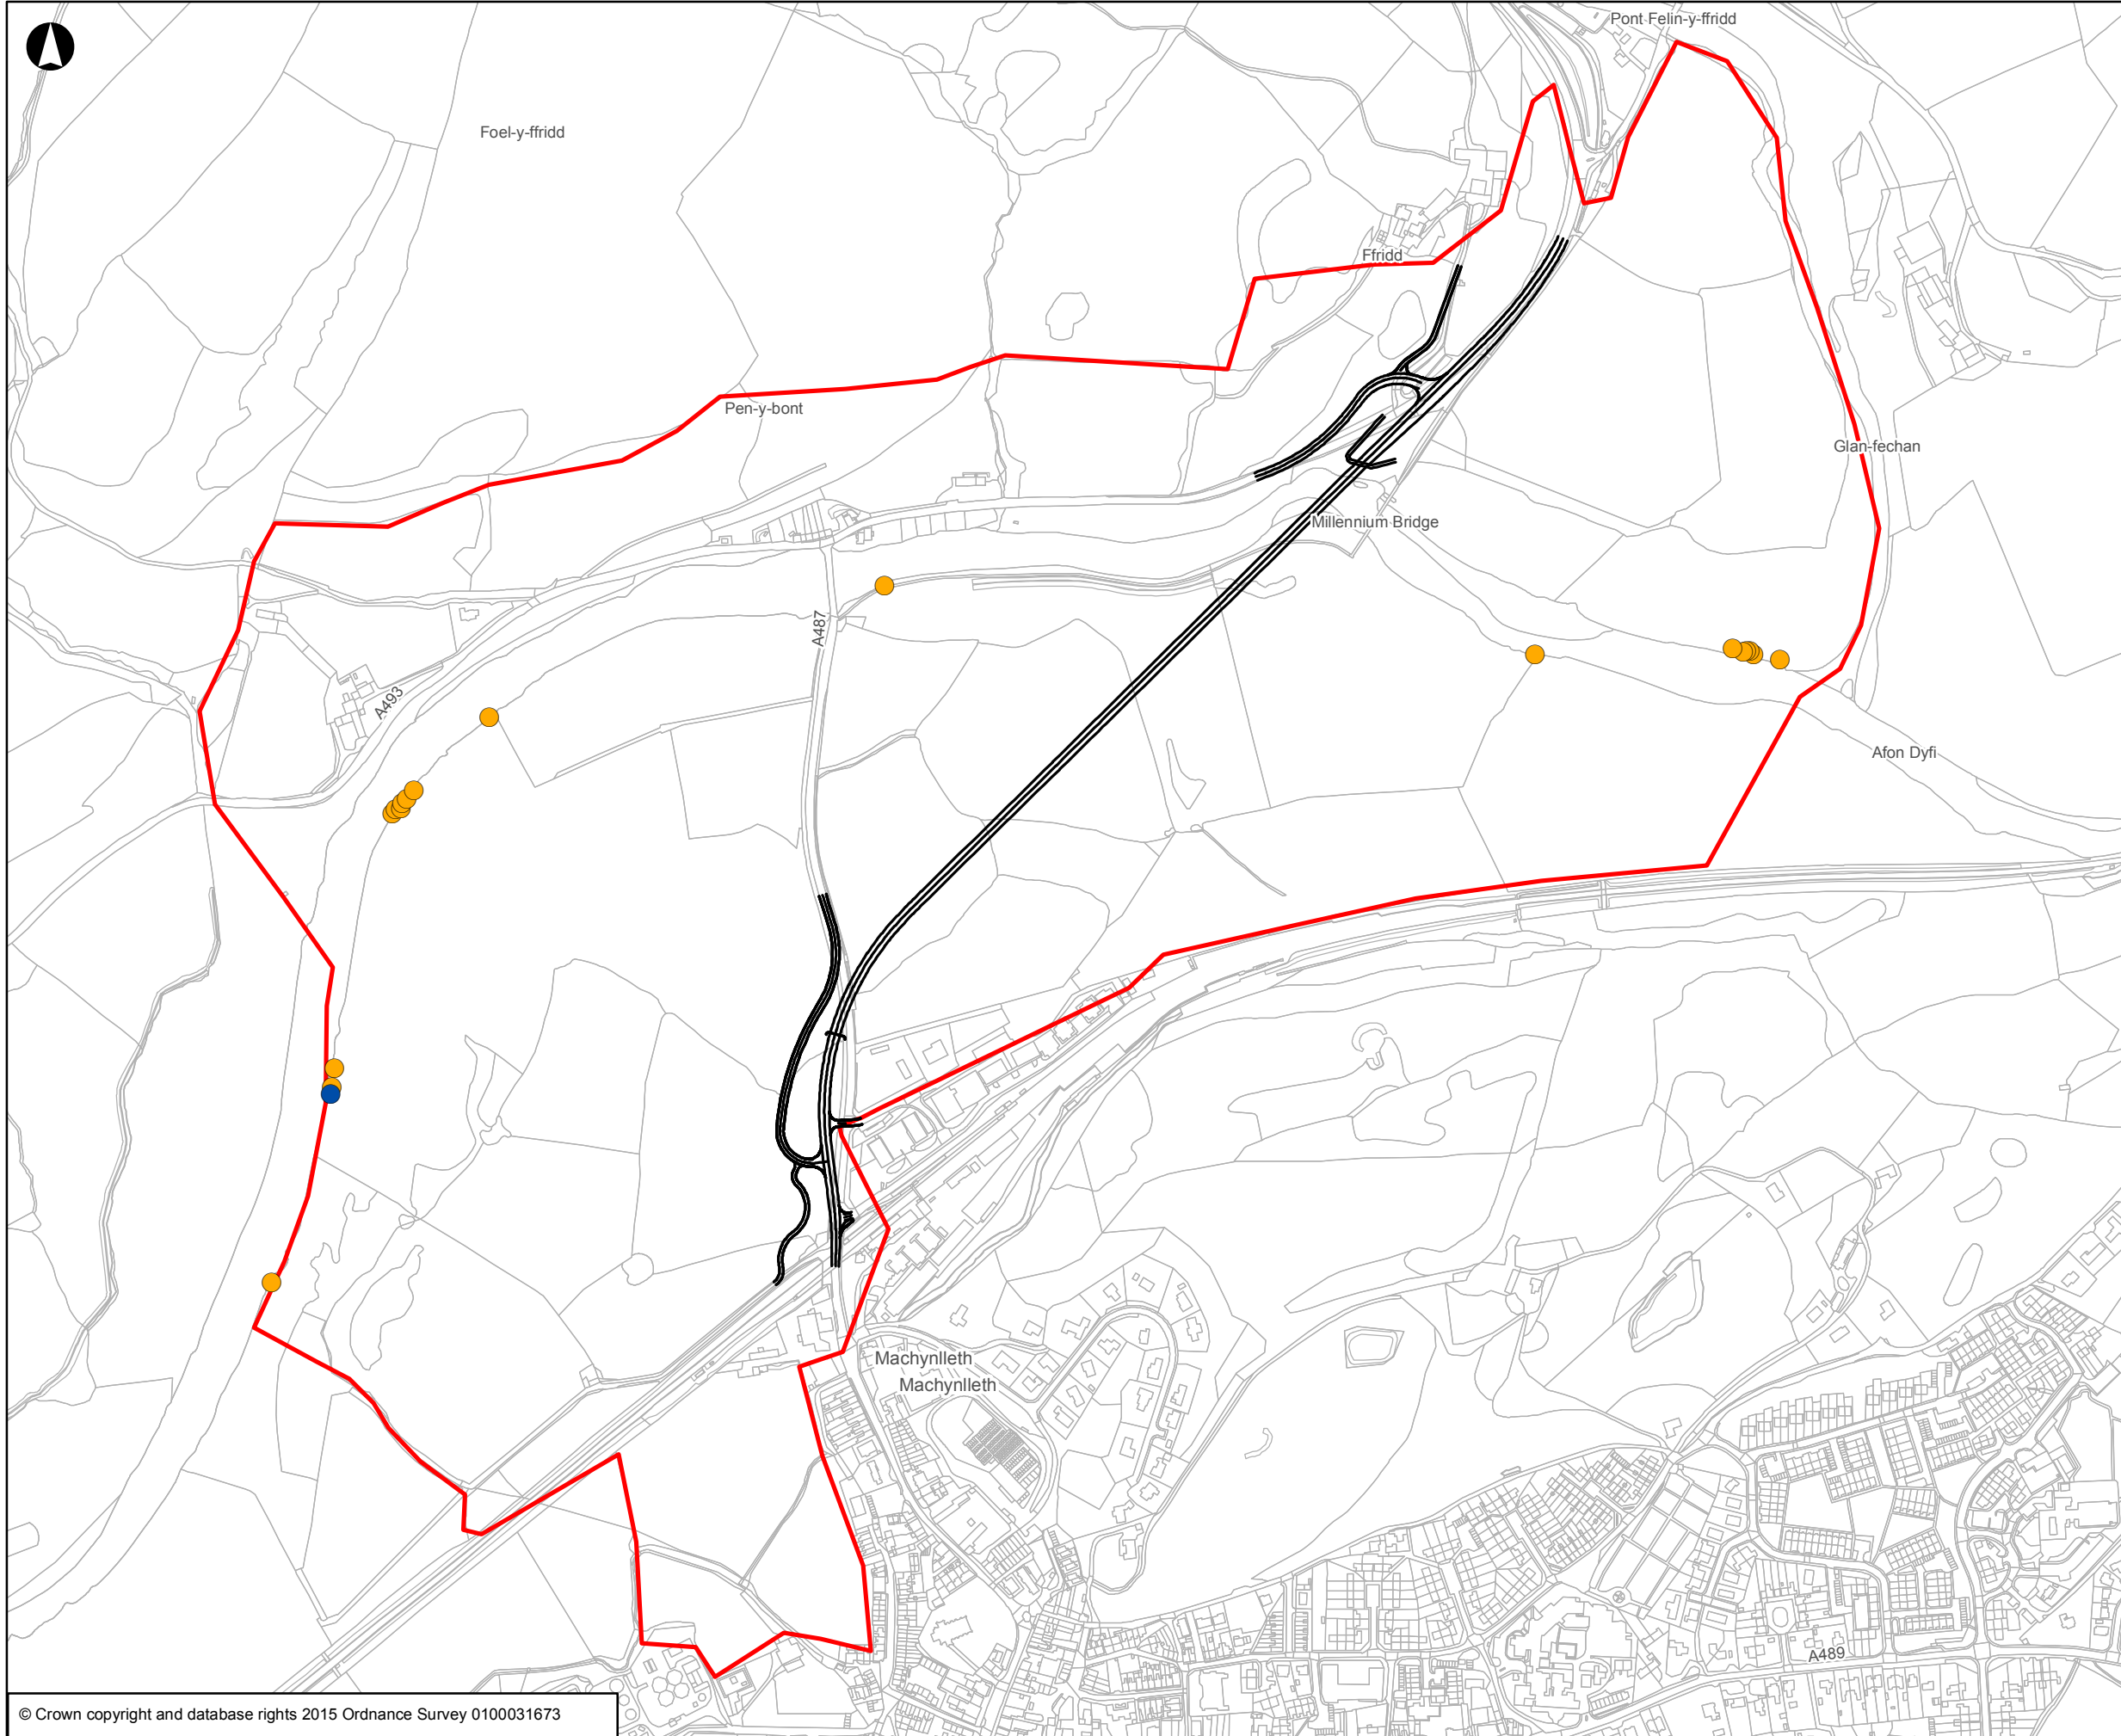 Pont Felin-y-ffridd
Foel-y-ffridd
Ffridd
Pen-y-bont
Glan-fechan
Millennium Bridge
A487
A493
Afon Dyfi
Machynlleth
Machynlleth
A489
© Crown copyright and database rights 2015 Ordnance Survey 0100031673